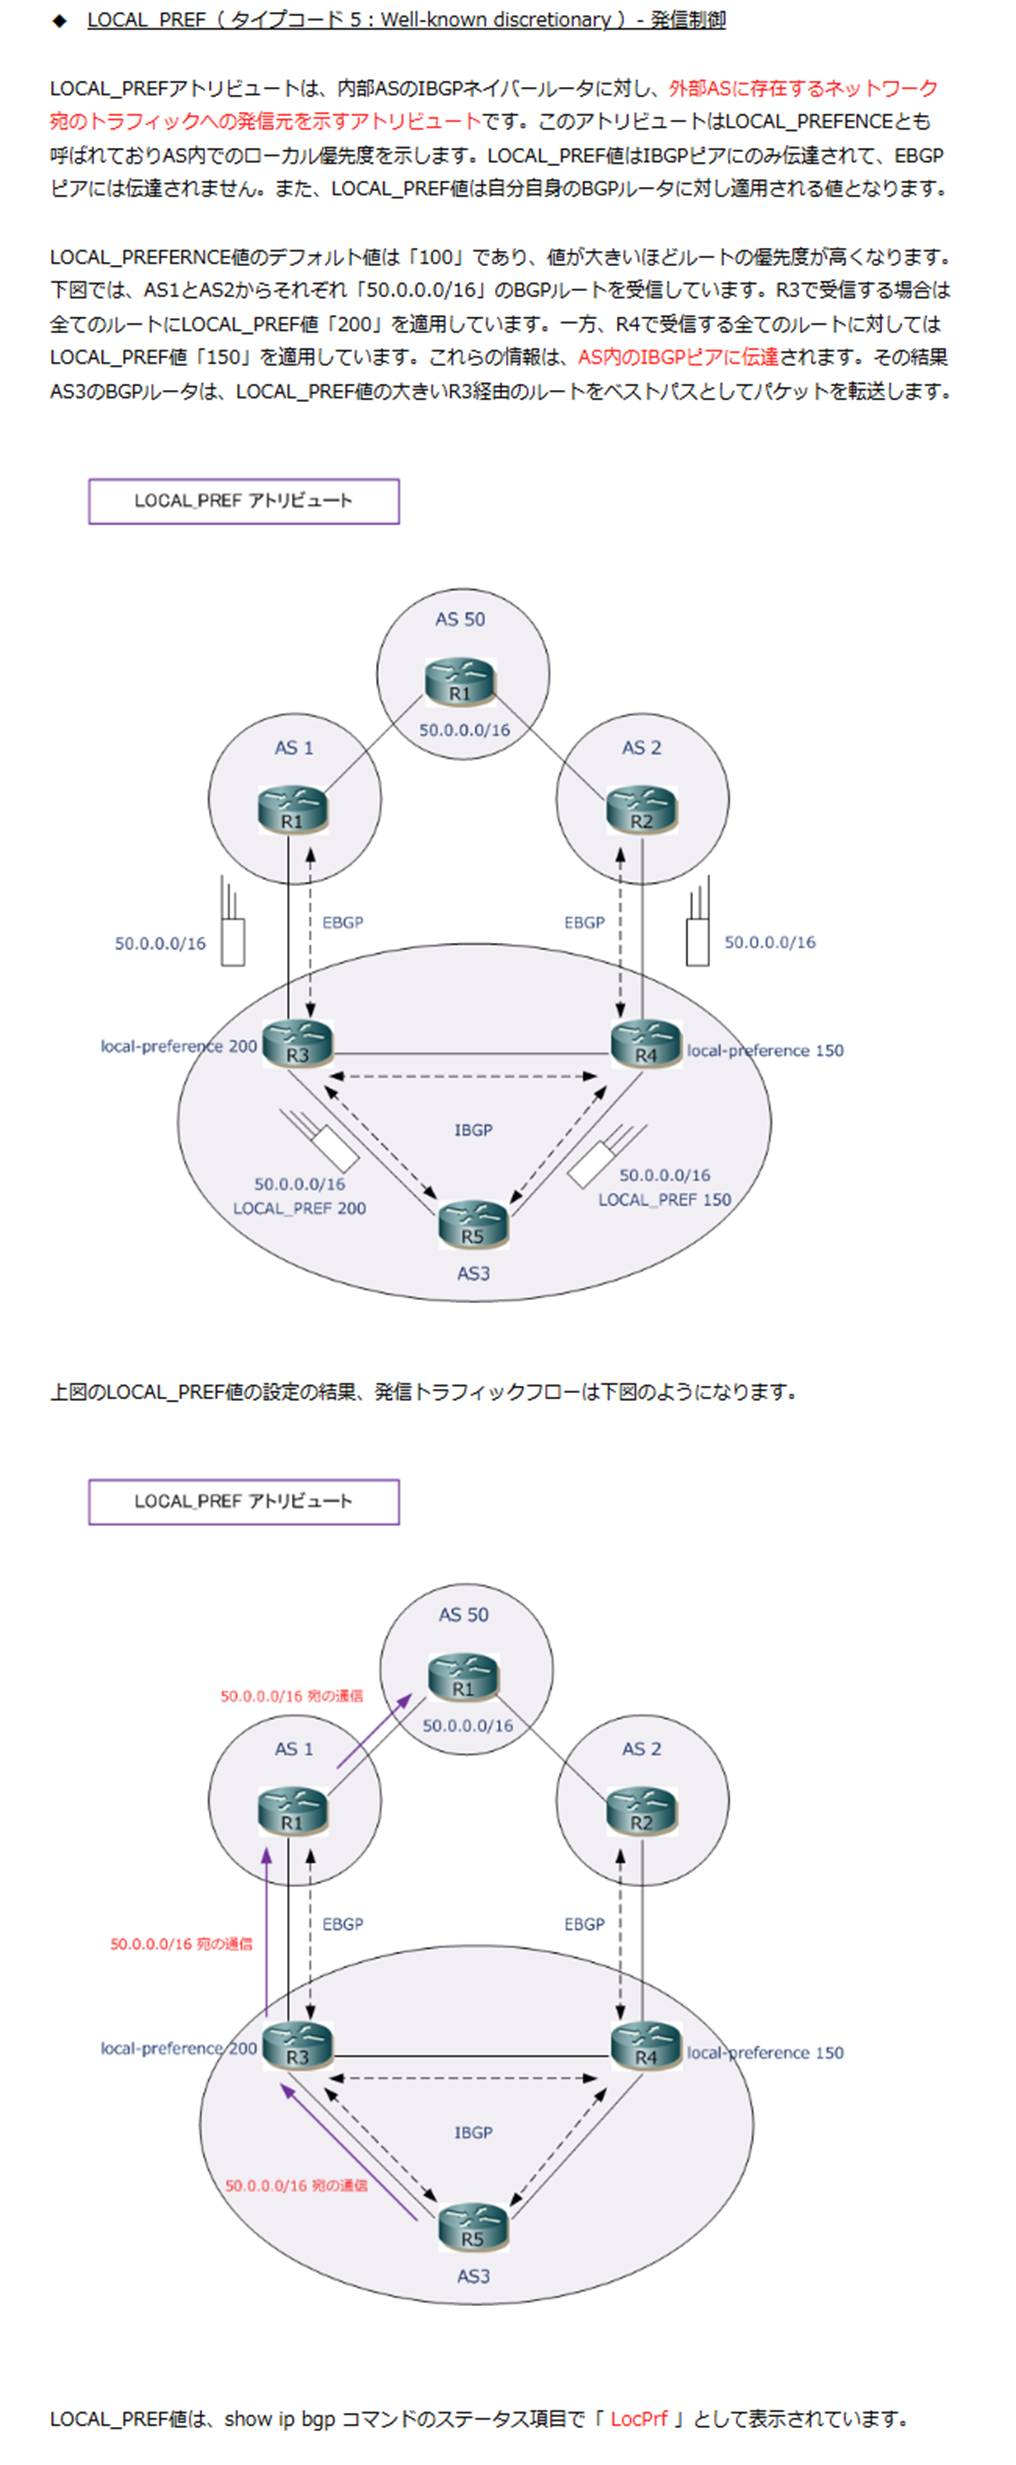 ◆ LOCAL_PREF（ タイプコード 5 : Well-known discretionary ）- 発信制御
LOCAL_PREFアトリビュートは、内部ASのIBGPネイバールータに対し、外部ASに存在するネットワーク
宛のトラフィックへの発信元を示すアトリビュートです。このアトリビュートはLOCAL_PREFENCEとも
呼ばれておりAS内でのローカル優先度を示します。LOCAL_PREF値はIBGPピアにのみ伝達されて、EBGP
ピアには伝達されません。また、LOCAL_PREF値は自分自身のBGPルータに対し適用される値となります。
LOCAL_PREFERNCE値のデフォルト値は「100」であり、値が大きいほどルートの優先度が高くなります。
下図では、AS1とAS2からそれぞれ「50.0.0.0/16」のBGPルートを受信しています。R3で受信する場合は
全てのルートにLOCAL_PREF値「200」を適用しています。一方、R4で受信する全てのルートに対しては
LOCAL_PREF値「150」を適用しています。これらの情報は、AS内のIBGPピアに伝達されます。その結果
AS3のBGPルータは、LOCAL_PREF値の大きいR3経由のルートをベストパスとしてパケットを転送します。
LOCAL_PREF アトリビュート
AS 50
R1
50.0.0.0/16
AS 1
AS 2
R1
R2
EBGP
EBGP
50.0.0.0/16
50.0.0.0/16
local-preference 200
R3
R4
local-preference 150
IBGP
50.0.0.0/16
LOCAL_PREF 200
50.0.0.0/16
LOCAL_PREF 150
R5
AS3
上図のLOCAL_PREF値の設定の結果、発信トラフィックフローは下図のようになります。
LOCAL_PREF アトリビュート
AS 50
R1
50.0.0.0/16 宛の通信
50.0.0.0/16
AS 1
AS 2
R1
R2
EBGP
EBGP
50.0.0.0/16 宛の通信
local-preference 200
R3
R4
local-preference 150
IBGP
50.0.0.0/16 宛の通信
R5
AS3
LOCAL_PREF値は、show ip bgp コマンドのステータス項目で「 LocPrf 」として表示されています。